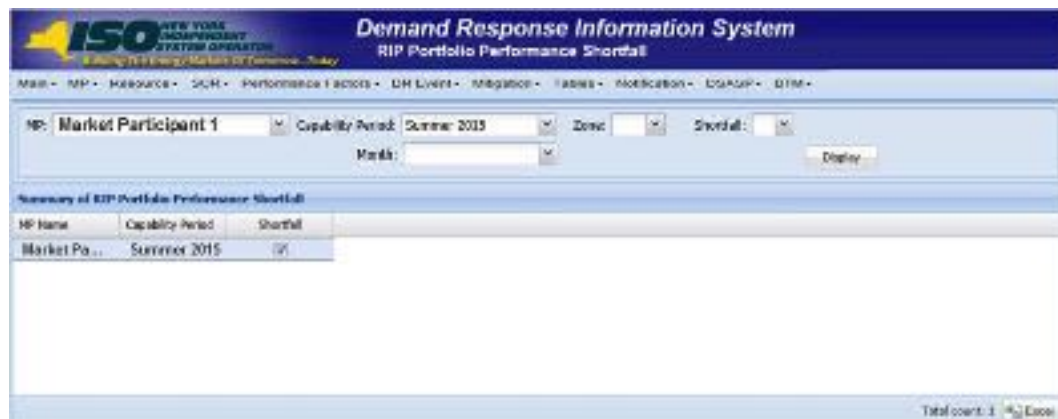 NEW YORK
INDEPENDENT
SYSTEM OPERATOR
ISO
Demand Response Information System
RIP Portfolio Performance Shortfall
Main MP Resource SCR Performance Factors DR Event Mitigation Tables Notification DSASP BTM
MP: Market Participant 1 Capability Period: Summer 2015 Zone: Shortfall:
Month: Display
Summary of RIP Portfolio Performance Shortfall
MP Name Capability Period Shortfall
Market Pa... Summer 2015
Total count: 1 Excel